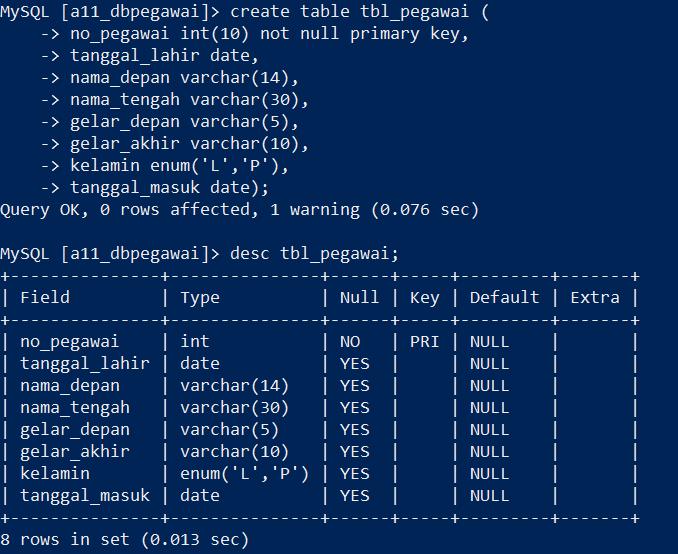 MySQL [a11_dbpegawai]> create table tbl_pegawai (
    -> no_pegawai int(10) not null primary key,
    -> tanggal_lahir date,
    -> nama_depan varchar(14),
    -> nama_tengah varchar(30),
    -> gelar_depan varchar(5),
    -> gelar_akhir varchar(10),
    -> kelamin enum('L','P'),
    -> tanggal_masuk date);
Query OK, 0 rows affected, 1 warning (0.076 sec)

MySQL [a11_dbpegawai]> desc tbl_pegawai;
+---------------+---------------+------+-----+---------+-------+
| Field         | Type          | Null | Key | Default | Extra |
+---------------+---------------+------+-----+---------+-------+
| no_pegawai    | int           | NO   | PRI | NULL    |       |
| tanggal_lahir | date          | YES  |     | NULL    |       |
| nama_depan    | varchar(14)   | YES  |     | NULL    |       |
| nama_tengah   | varchar(30)   | YES  |     | NULL    |       |
| gelar_depan   | varchar(5)    | YES  |     | NULL    |       |
| gelar_akhir   | varchar(10)   | YES  |     | NULL    |       |
| kelamin       | enum('L','P') | YES  |     | NULL    |       |
| tanggal_masuk | date          | YES  |     | NULL    |       |
+---------------+---------------+------+-----+---------+-------+
8 rows in set (0.013 sec)